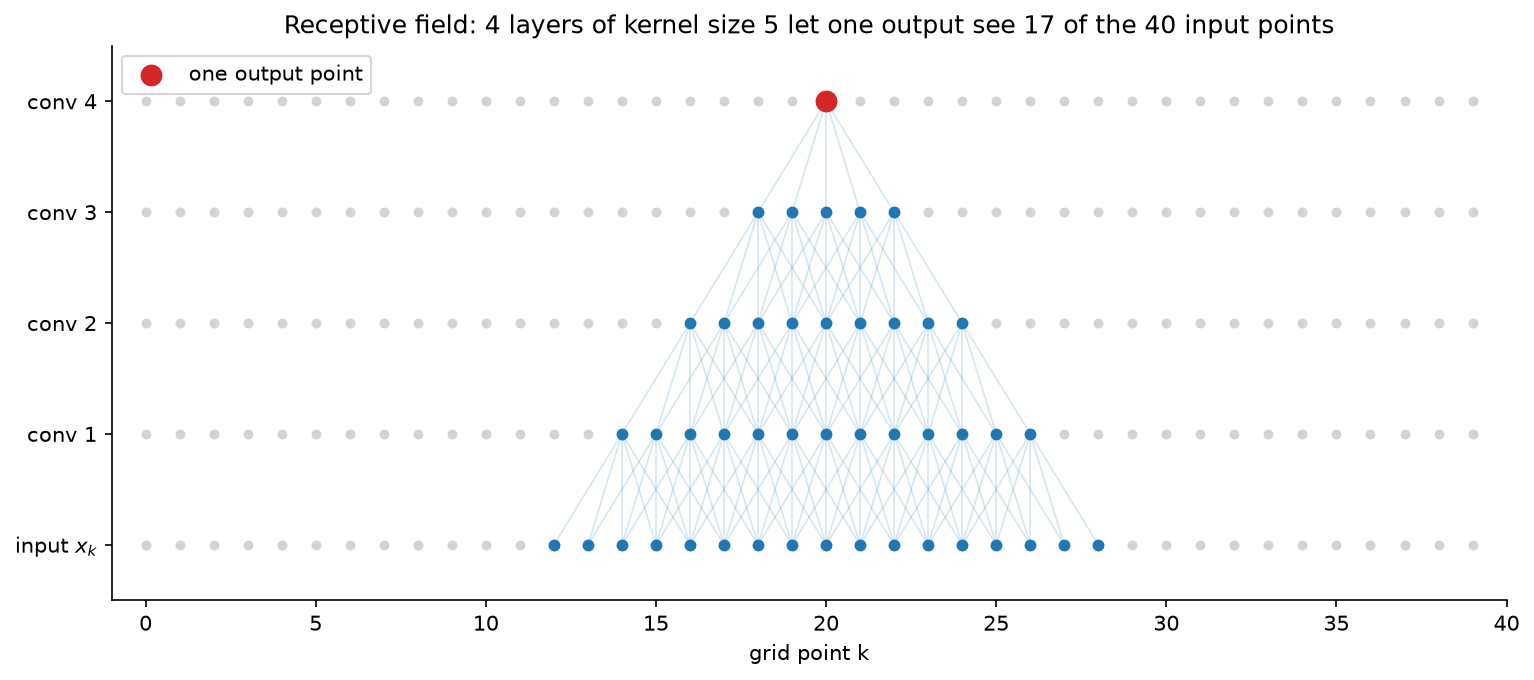 Receptive field: 4 layers of kernel size 5 let one output see 17 of the 40 input points
one output point
conv 4
conv 3
conv 2
conv 1
input $x_k$
0 5 10 15 20 25 30 35 40
grid point k